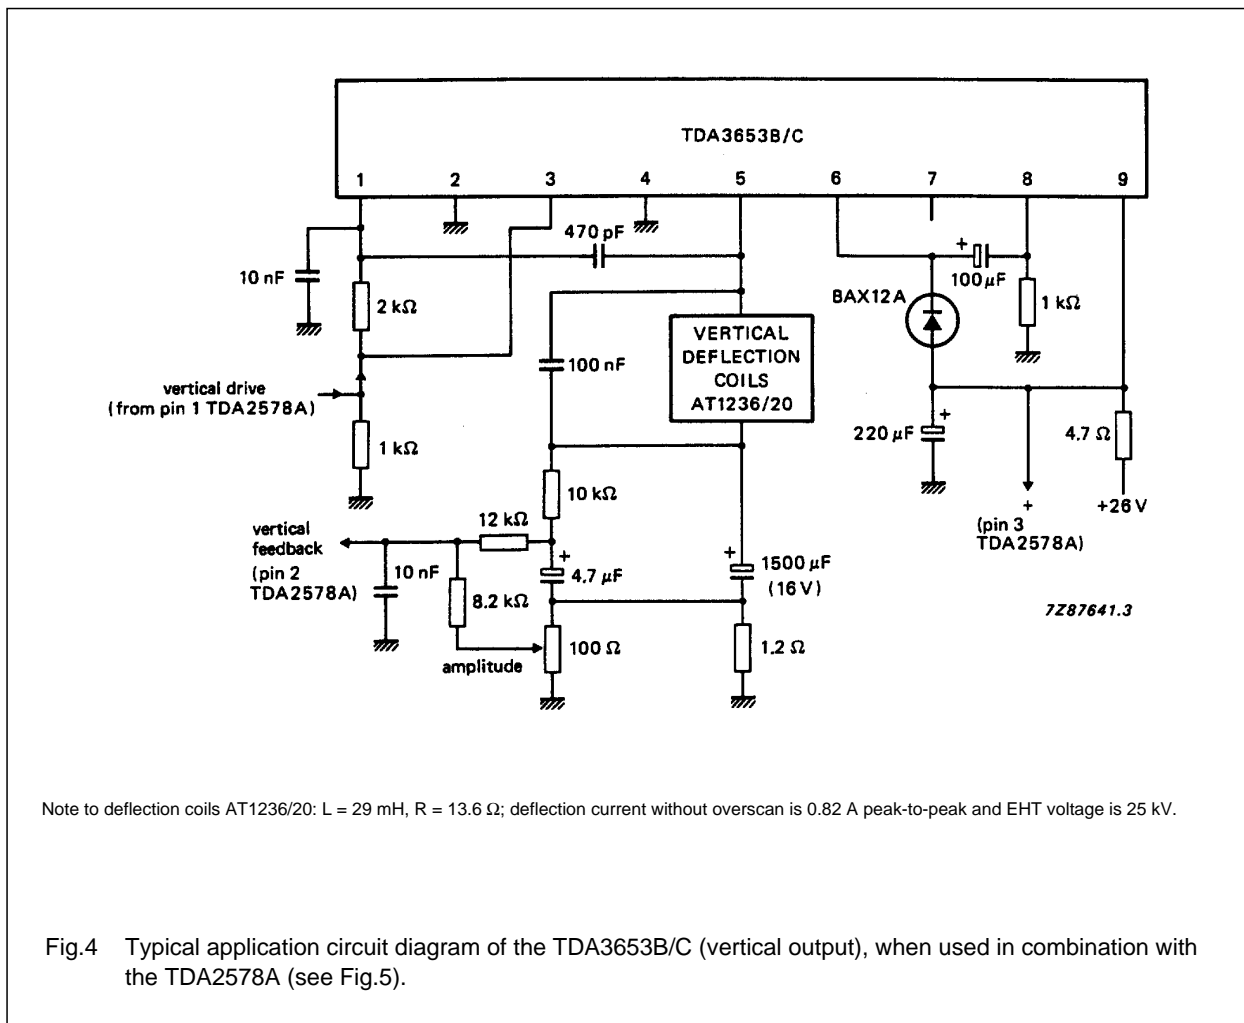 TDA3653B/C
1 2 3 4 5 6 7 8 9
470 pF
+
100 µF
10 nF
BAX12A
1 kΩ
2 kΩ
VERTICAL
DEFLECTION
COILS
AT1236/20
100 nF
vertical drive
(from pin 1 TDA2578A)
+
220 µF
4.7 Ω
1 kΩ
10 kΩ
+
+26 V
(pin 3
TDA2578A)
12 kΩ
vertical
feedback
(pin 2
TDA2578A)
10 nF
+
4.7 µF
+
1500 µF
(16 V)
8.2 kΩ
7Z87641.3
100 Ω
1.2 Ω
amplitude
Note to deflection coils AT1236/20: L = 29 mH, R = 13.6 Ω; deflection current without overscan is 0.82 A peak-to-peak and EHT voltage is 25 kV.
Fig.4 Typical application circuit diagram of the TDA3653B/C (vertical output), when used in combination with
the TDA2578A (see Fig.5).